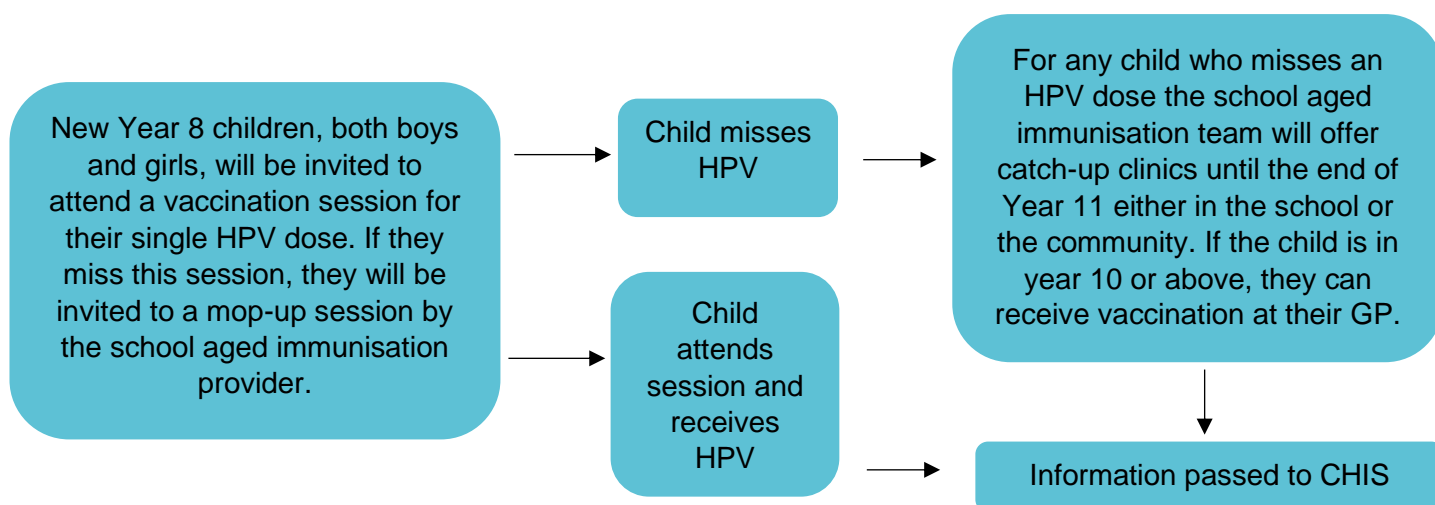 New Year 8 children, both boys
and girls, will be invited to
attend a vaccination session for
their single HPV dose. If they
miss this session, they will be
invited to a mop-up session by
the school aged immunisation
provider.
Child misses
HPV
For any child who misses an
HPV dose the school aged
immunisation team will offer
catch-up clinics until the end of
Year 11 either in the school or
the community. If the child is in
year 10 or above, they can
receive vaccination at their GP.
Child
attends
session and
receives
HPV
Information passed to CHIS